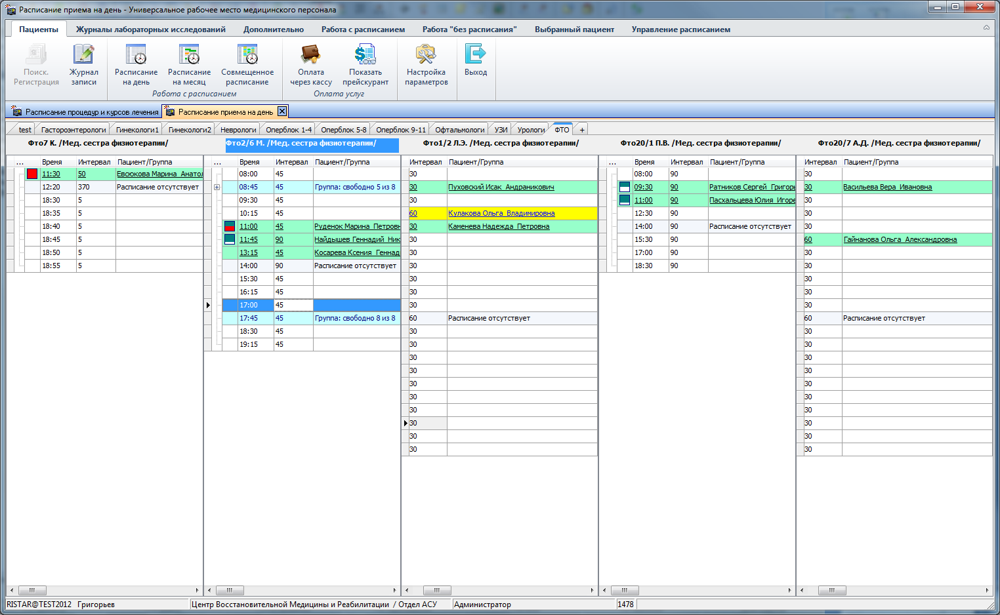 Расписание приема на день - Универсальное рабочее место медицинского персонала
Пациенты Журналы лабораторных исследований Дополнительно Работа с расписанием Работа "без расписания" Выбранный пациент Управление расписанием
Поиск. Регистрация
Журнал записи
Расписание на день
Расписание на месяц
Совмещенное расписание
Работа с расписанием
Оплата через кассу
Показать прейскурант
Оплата услуг
Настройка параметров
Выход
Расписание процедур и курсов лечения Расписание приема на день
test Гастороэнтерологи Гинекологи1 Гинекологи2 Неврологи Оперблок 1-4 Оперблок 5-8 Оперблок 9-11 Офтальмологи УЗИ Урологи ФТО +
Фто7 К. /Мед. сестра физиотерапии/
... Время Интервал Пациент/Группа
11:30 50 Евсюкова Марина Анатол
12:20 370 Расписание отсутствует
18:30 5
18:35 5
18:40 5
18:45 5
18:50 5
18:55 5
Фто2/6 М. /Мед. сестра физиотерапии/
... Время Интервал Пациент/Группа
08:00 45
08:45 45 Группа: свободно 5 из 8
09:30 45
10:15 45
11:00 45 Руденок Марина Петровн
11:45 90 Найдышев Геннадий Ник
13:15 45 Косарева Ксения Геннад
14:00 90 Расписание отсутствует
15:30 45
16:15 45
17:00 45
17:45 45 Группа: свободно 8 из 8
18:30 45
19:15 45
Фто1/2 Л.Э. /Мед. сестра физиотерапии/
Интервал Пациент/Группа
30
30 Пуховский Исак Андраникович
30
60 Кулакова Ольга Владимировна
30 Каменева Надежда Петровна
30
30
30
30
30
30
60 Расписание отсутствует
30
30
30
30
30
30
30
30
30
30
Фто20/1 П.В. /Мед. сестра физиотерапии/
... Время Интервал Пациент/Группа
08:00 90
09:30 90 Ратников Сергей Григорь
11:00 90 Пасхальцева Юлия Игоре
12:30 90
14:00 90 Расписание отсутствует
15:30 90
17:00 90
18:30 90
Фто20/7 А.Д. /Мед. сестра физиотерапии/
Интервал Пациент/Группа
30
30 Васильева Вера Ивановна
30
30
30
60 Гайнанова Ольга Александровна
30
30
30
30
30
60 Расписание отсутствует
30
30
30
30
30
30
30
30
30
30
RISTAR@TEST2012 Григорьев Центр Восстановительной Медицины и Реабилитации / Отдел АСУ Администратор 1478